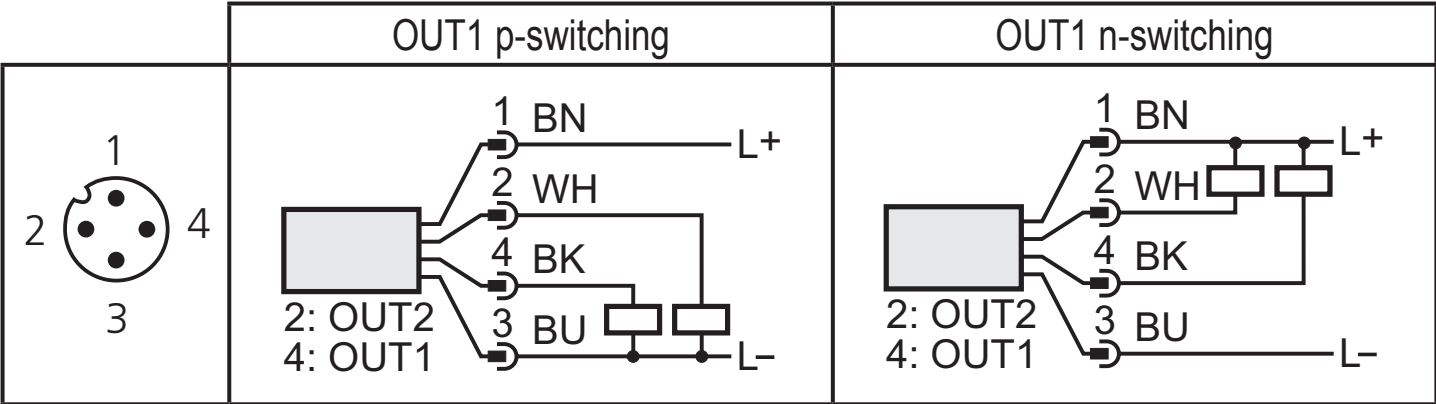 OUT1 p-switching
OUT1 n-switching
1
2
4
3
1 BN
L+
2 WH
4 BK
2: OUT2
3 BU
4: OUT1
L–
1 BN
L+
2 WH
4 BK
2: OUT2
3 BU
4: OUT1
L–